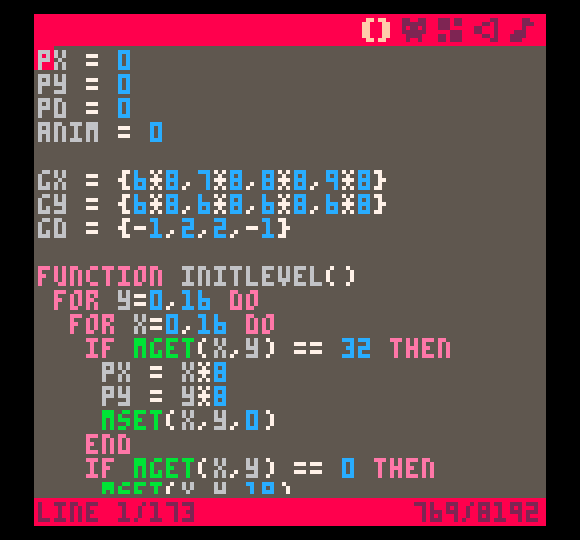 PX = 0
PY = 0
PD = 0
ANIM = 0
GX = {6*8,7*8,8*8,9*8}
GY = {6*8,6*8,6*8,6*8}
GD = {-1,2,2,-1}
FUNCTION INITLEVEL()
FOR Y=0,16 DO
FOR X=0,16 DO
IF MGET(X,Y) == 32 THEN
PX = X*8
PY = Y*8
MSET(X,Y,0)
END
IF MGET(X,Y) == 0 THEN
LINE 1/173 769/8192